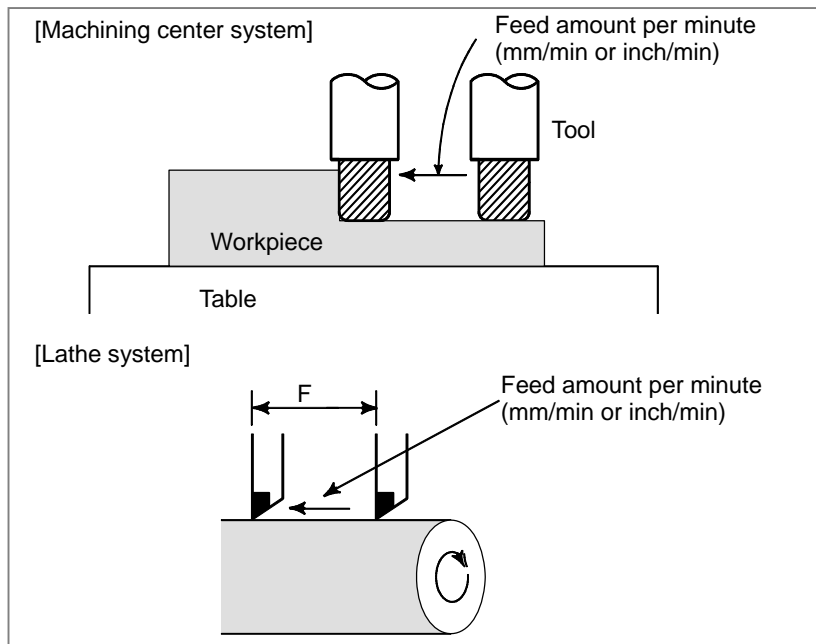 [Machining center system]
Feed amount per minute
(mm/min or inch/min)
Tool
Workpiece
Table
[Lathe system]
F
Feed amount per minute
(mm/min or inch/min)